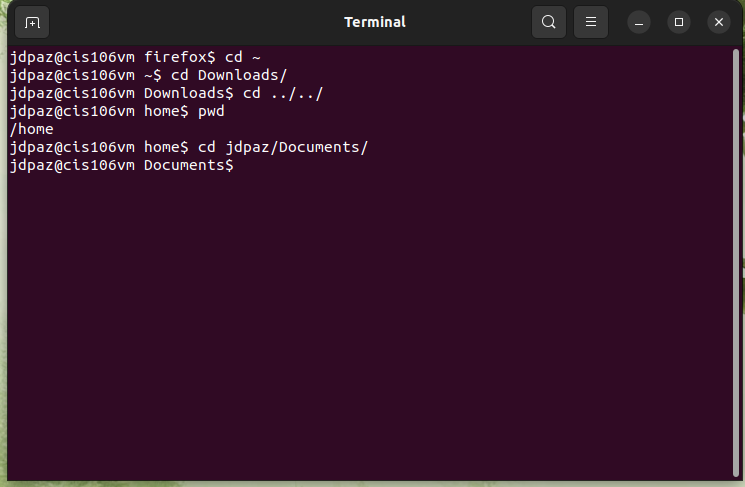 Terminal
jdpaz@cis106vm firefox$ cd ~
jdpaz@cis106vm ~$ cd Downloads/
jdpaz@cis106vm Downloads$ cd ../../
jdpaz@cis106vm home$ pwd
/home
jdpaz@cis106vm home$ cd jdpaz/Documents/
jdpaz@cis106vm Documents$